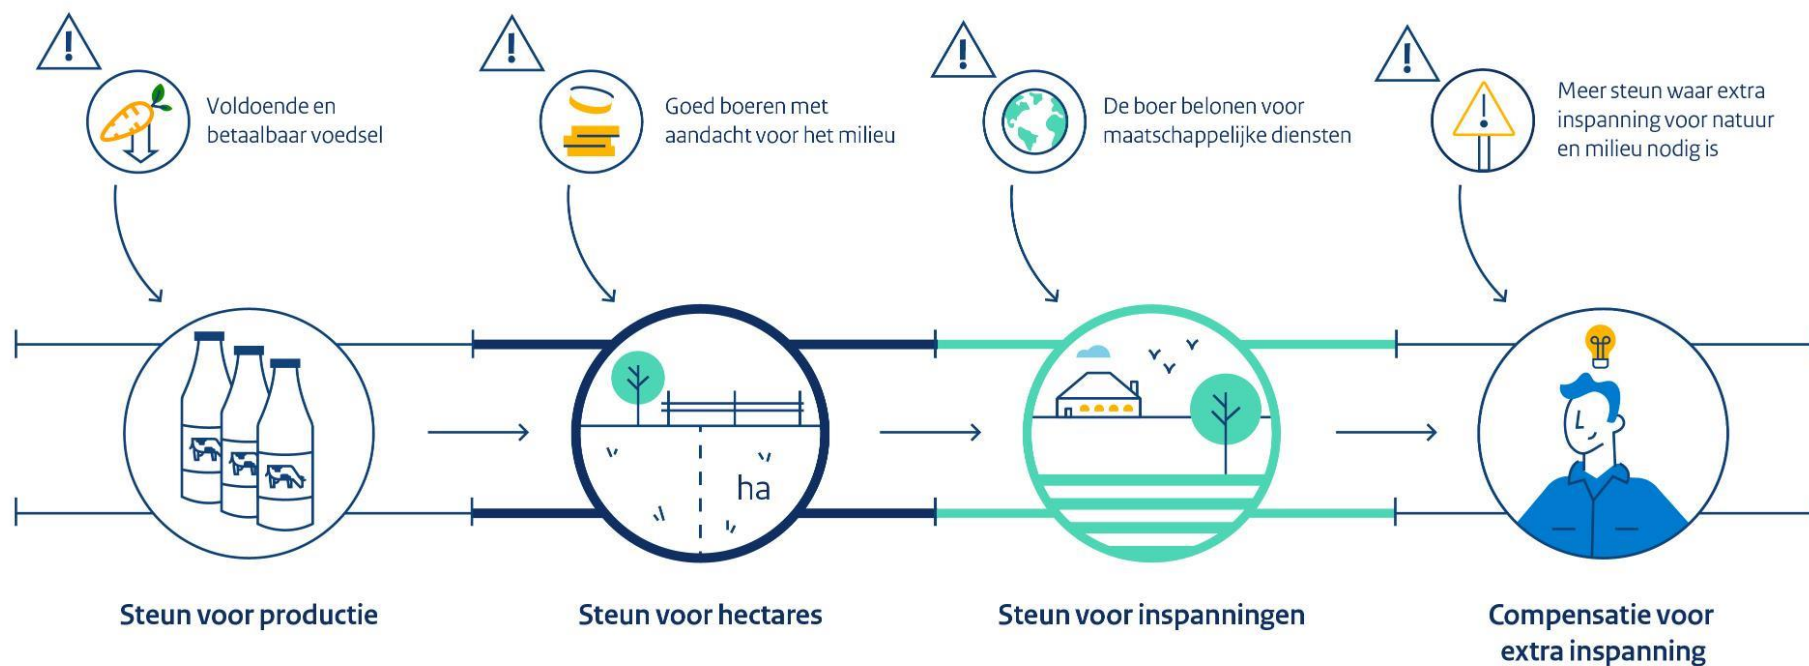 Voldoende en
betaalbaar voedsel
Goed boeren met
aandacht voor het milieu
De boer belonen voor
maatschappelijke diensten
Meer steun waar extra
inspanning voor natuur
en milieu nodig is
ha
Steun voor productie
Steun voor hectares
Steun voor inspanningen
Compensatie voor
extra inspanning